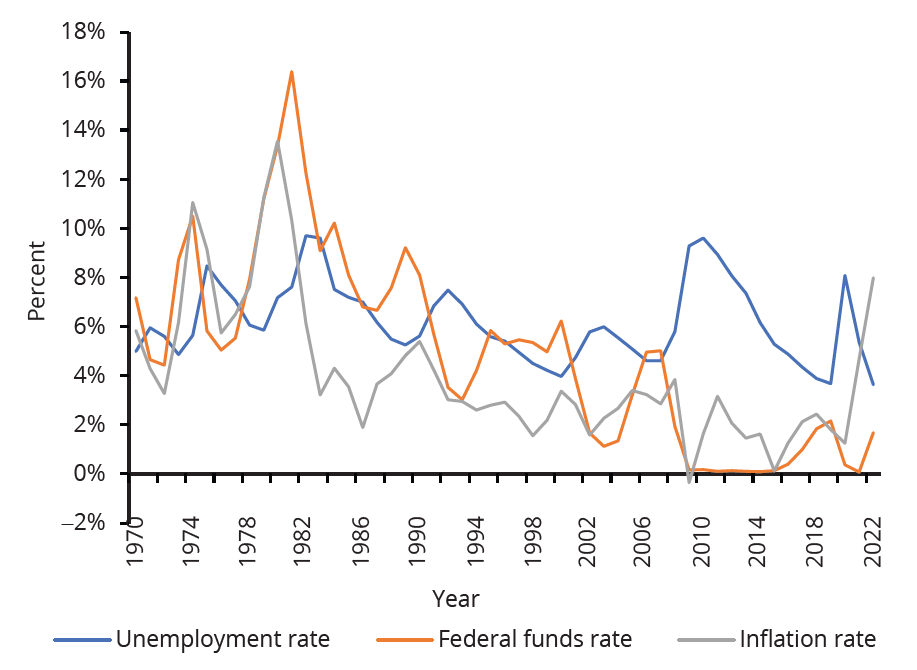 18%
16%
14%
12%
10%
8%
6%
4%
2%
0%
–2%
Percent
1970 1974 1978 1982 1986 1990 1994 1998 2002 2006 2010 2014 2018 2022
Year
Unemployment rate Federal funds rate Inflation rate